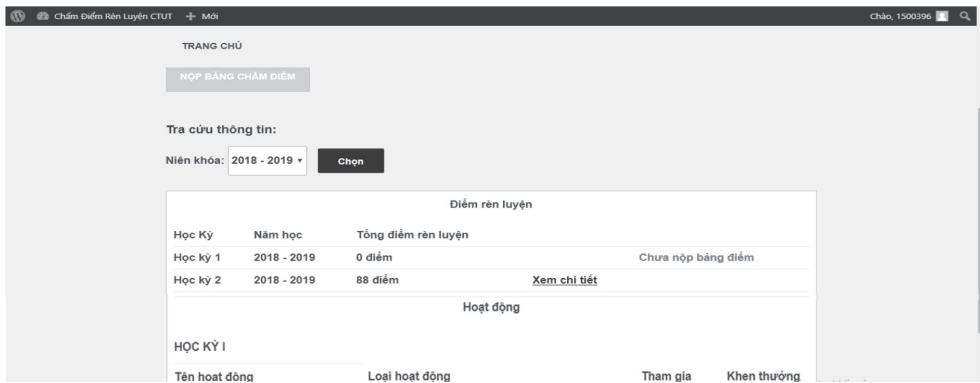 Chấm Điểm Rèn Luyện CTUT + Mới Chào, 1500396
TRANG CHỦ
NỘP BẢNG CHẤM ĐIỂM
Tra cứu thông tin:
Niên khóa: 2018 - 2019 Chọn
Điểm rèn luyện
Học Kỳ Năm học Tổng điểm rèn luyện
Học kỳ 1 2018 - 2019 0 điểm Chưa nộp bảng điểm
Học kỳ 2 2018 - 2019 88 điểm Xem chi tiết
Hoạt động
HỌC KỲ I
Tên hoạt động Loại hoạt động Tham gia Khen thưởng